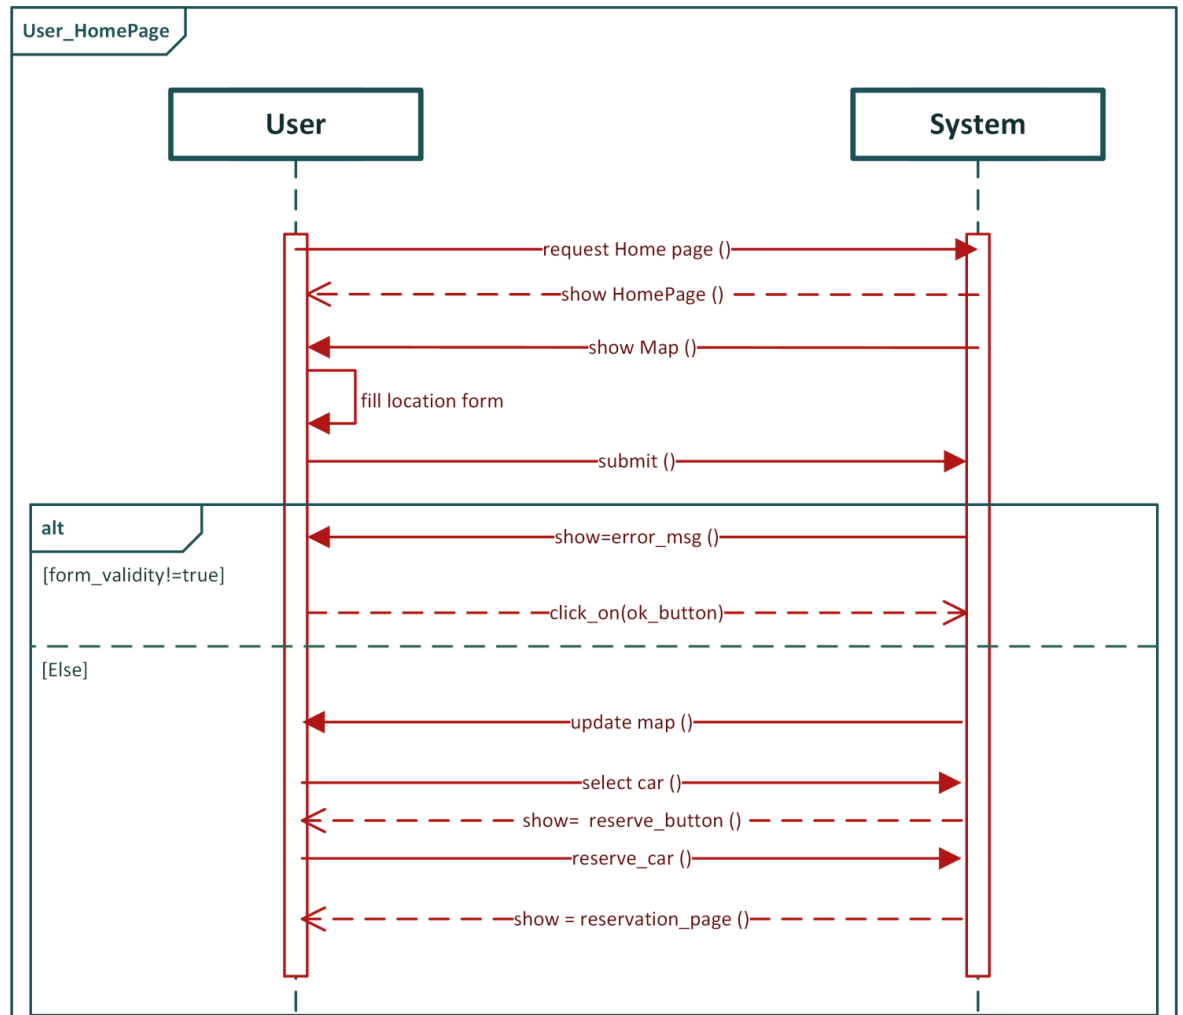 User_HomePage
User
System
request Home page ()
show HomePage ()
show Map ()
fill location form
submit ()
alt
show=error_msg ()
[form_validity!=true]
click_on(ok_button)
[Else]
update map ()
select car ()
show=  reserve_button ()
reserve_car ()
show = reservation_page ()